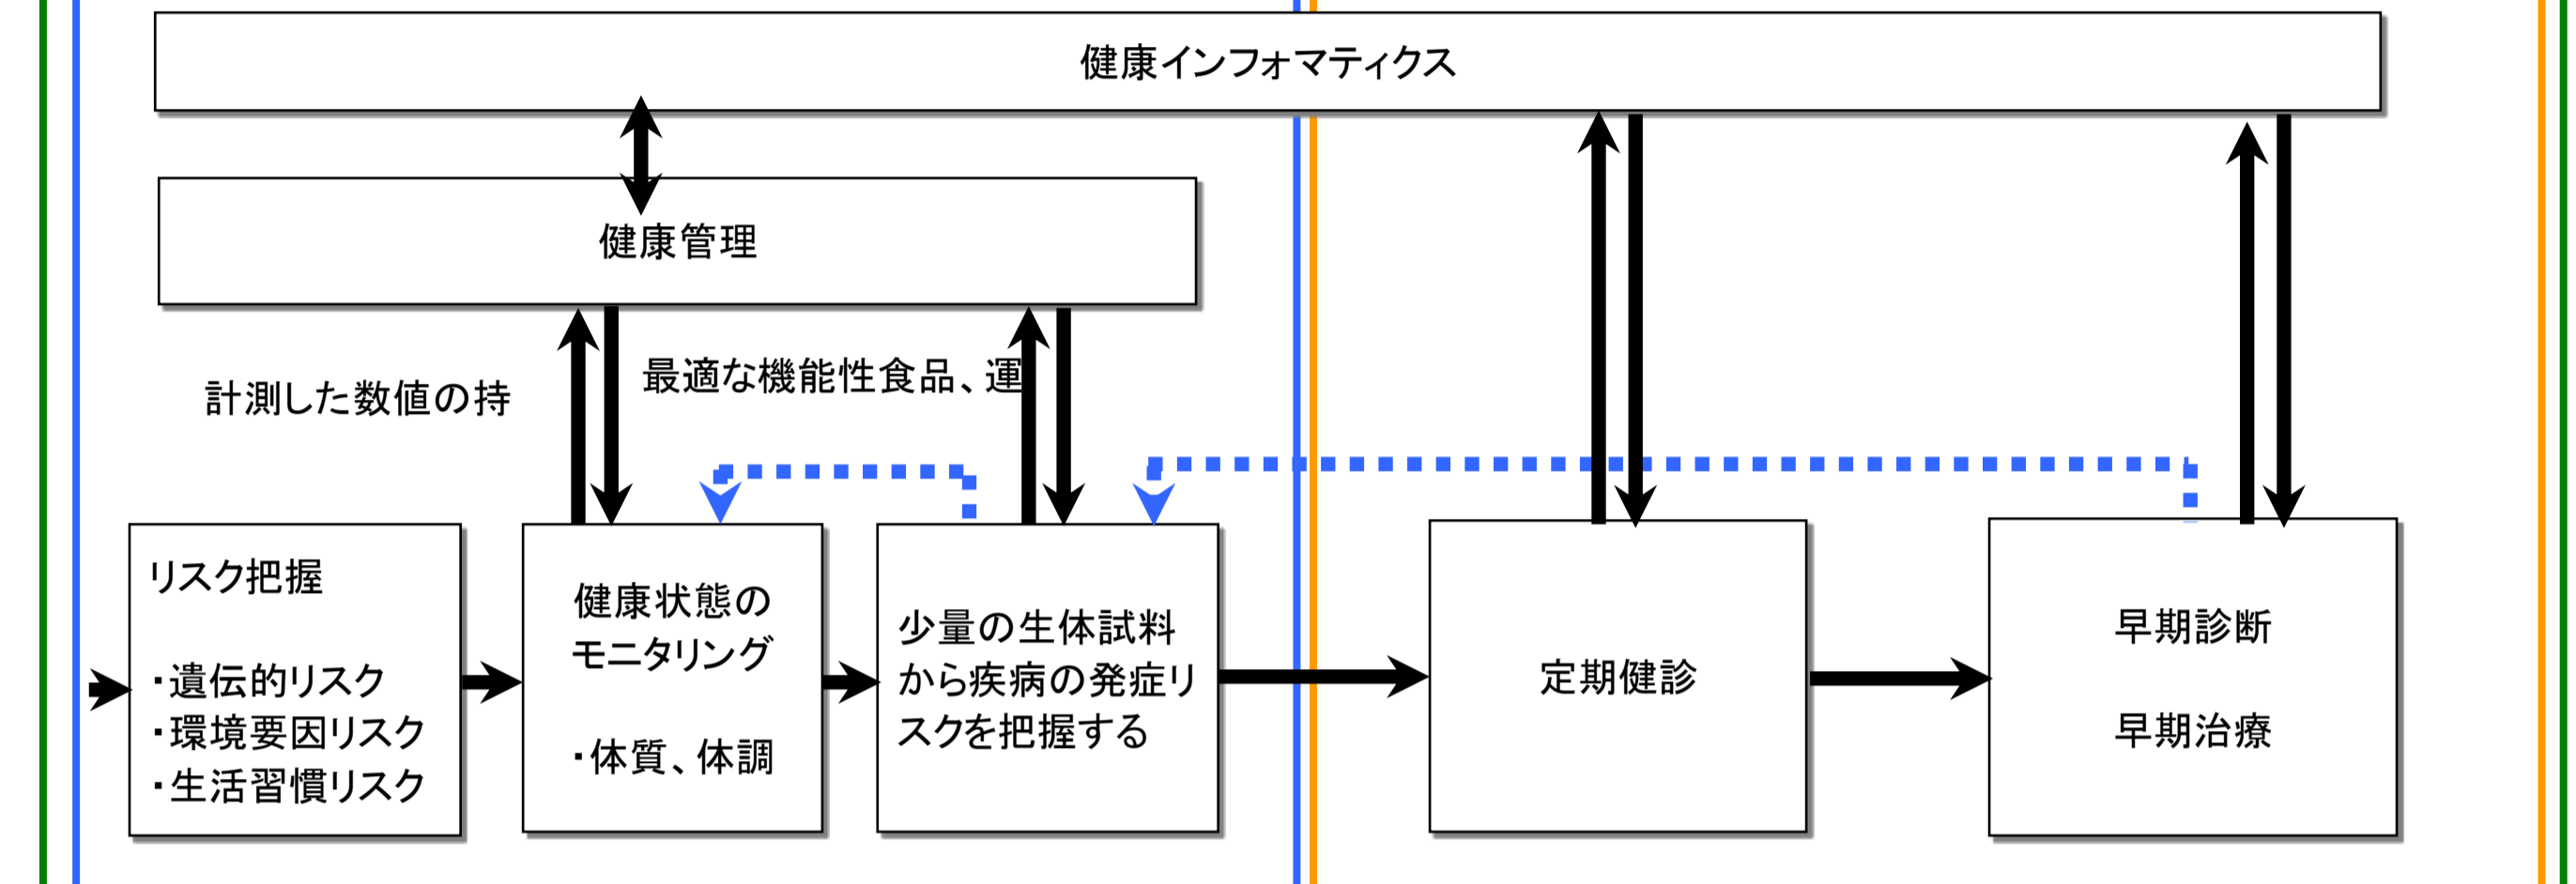 健康インフォマティクス
健康管理
計測した数値の持
最適な機能性食品、運
リスク把握
・遺伝的リスク
・環境要因リスク
・生活習慣リスク
健康状態の
モニタリング
・体質、体調
少量の生体試料
から疾病の発症リ
スクを把握する
定期健診
早期診断
早期治療